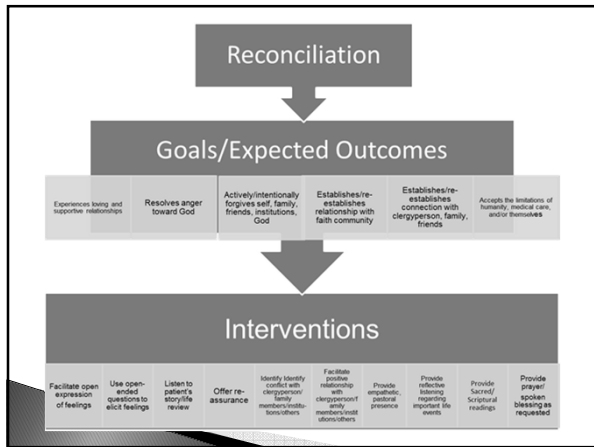 Reconciliation
Goals/Expected Outcomes
Experiences loving and
supportive relationships
Resolves anger
toward God
Actively/intentionally
forgives self, family,
friends, institutions,
God
Establishes/re-
establishes
relationship with
faith community
Establishes/re-
establishes
connection with
clergyperson, family,
friends
Accepts the limitations of
humanity, medical care,
and/or themselves
Interventions
Facilitate open
expression
of feelings
Use open-
ended
questions to
elicit feelings
Listen to
patient's
story/life
review
Offer re-
assurance
Identify Identify
conflict with
clergyperson/
family
members/institu-
tions/others
Facilitate
positive
relationship with
clergyperson/f
amily
members/instit
utions/others
Provide
empathetic,
pastoral
presence
Provide
reflective
listening
regarding
important life
events
Provide
Sacred/
Scriptural
readings
Provide
prayer/
spoken
blessing as
requested